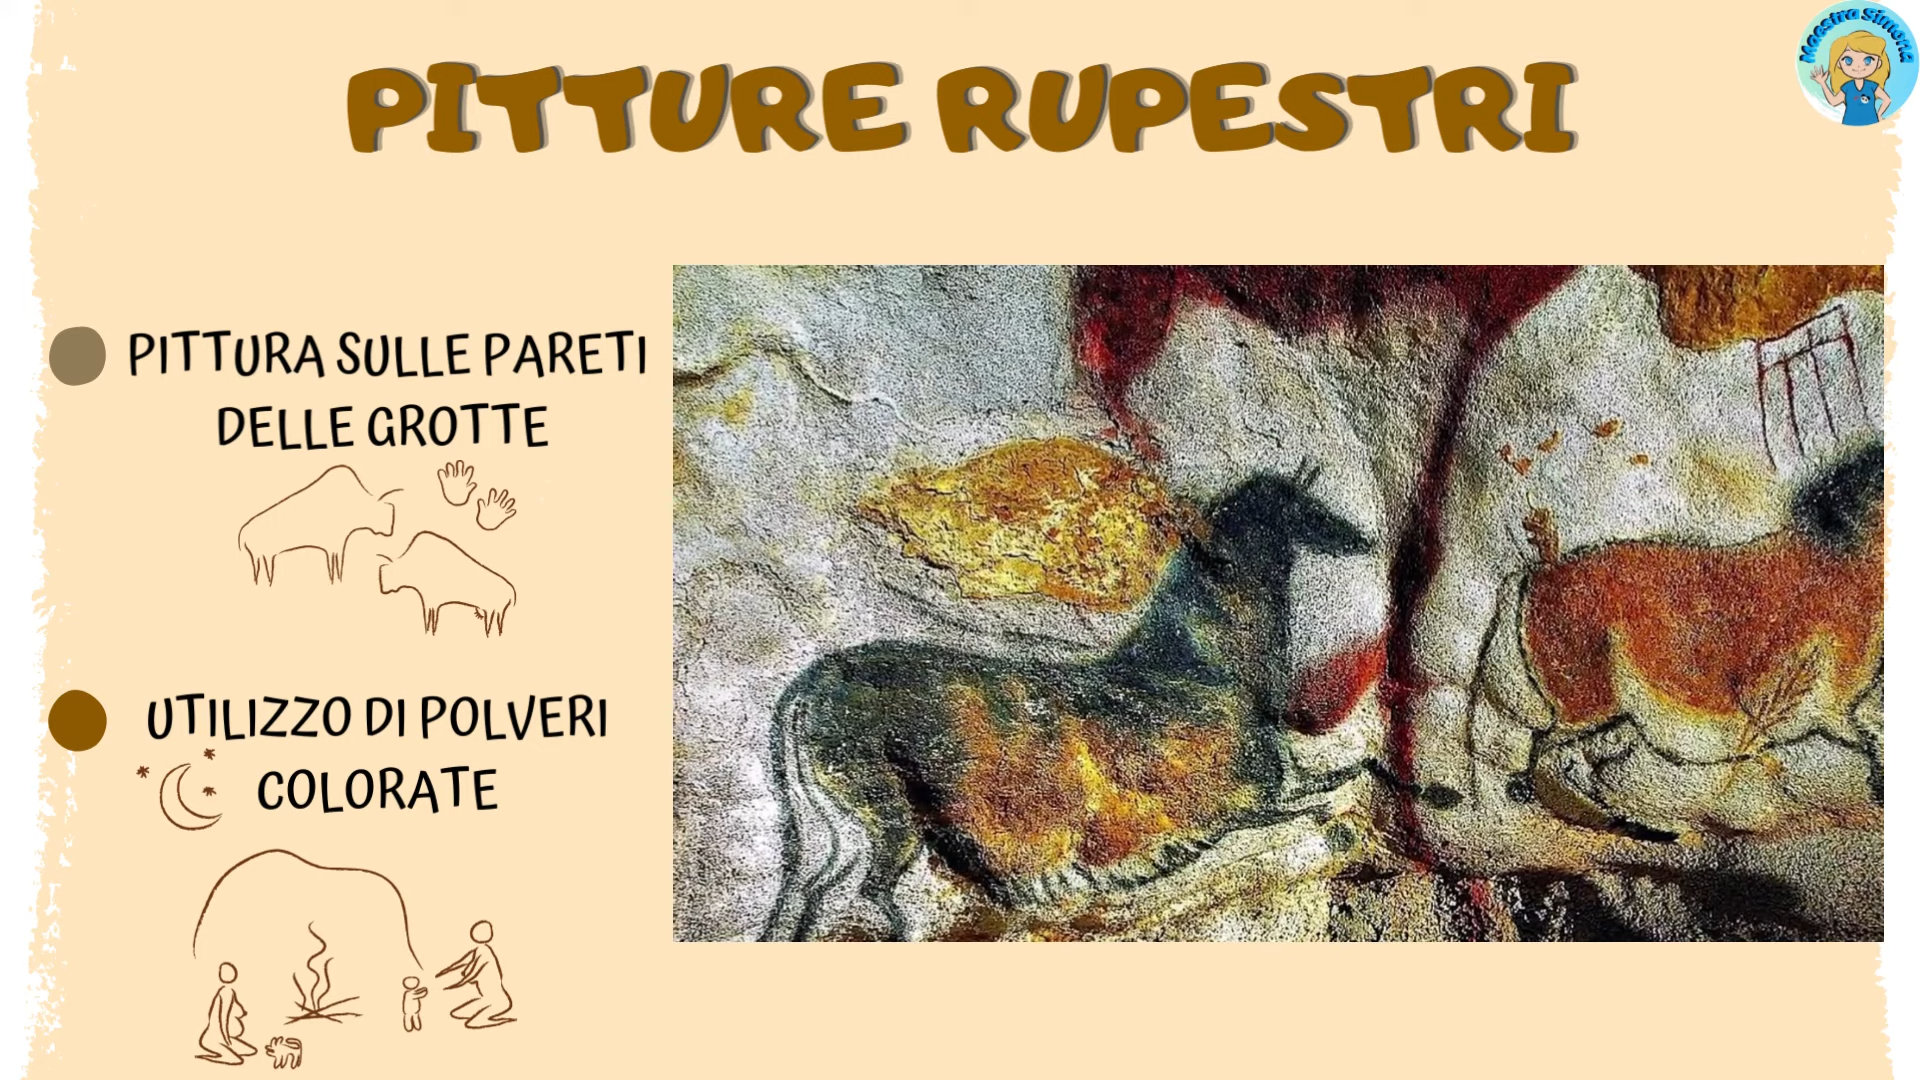 Maestra Simona
PITTURE RUPESTRI
PITTURA SULLE PARETI
DELLE GROTTE
UTILIZZO DI POLVERI
COLORATE